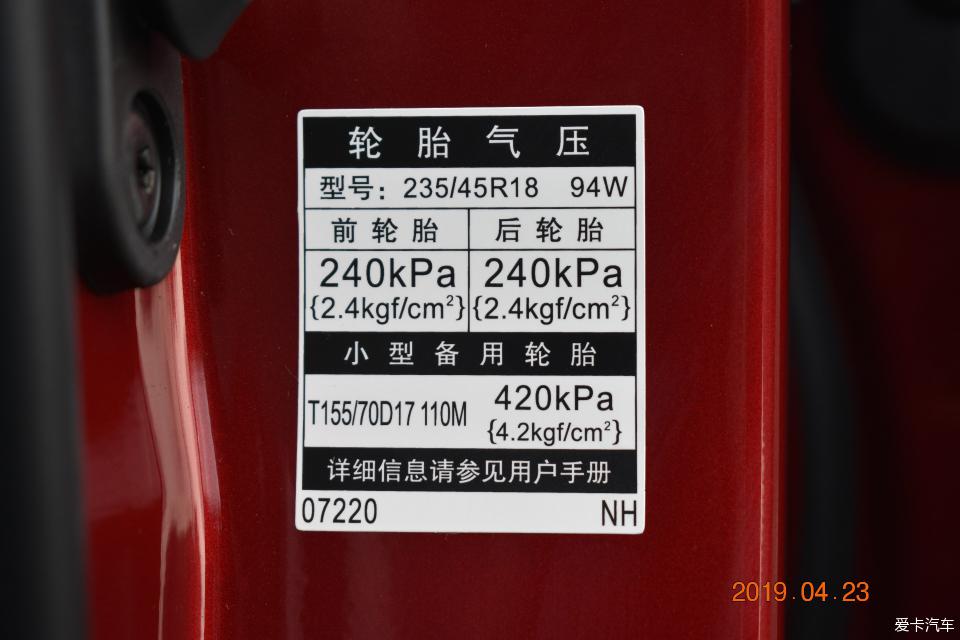 轮胎气压
型号：235/45R18 94W
前轮胎 后轮胎
240kPa 240kPa
{2.4kgf/cm²} {2.4kgf/cm²}
小型备用轮胎
T155/70D17 110M 420kPa
{4.2kgf/cm²}
详细信息请参见用户手册
07220 NH
2019.04.23
爱卡汽车